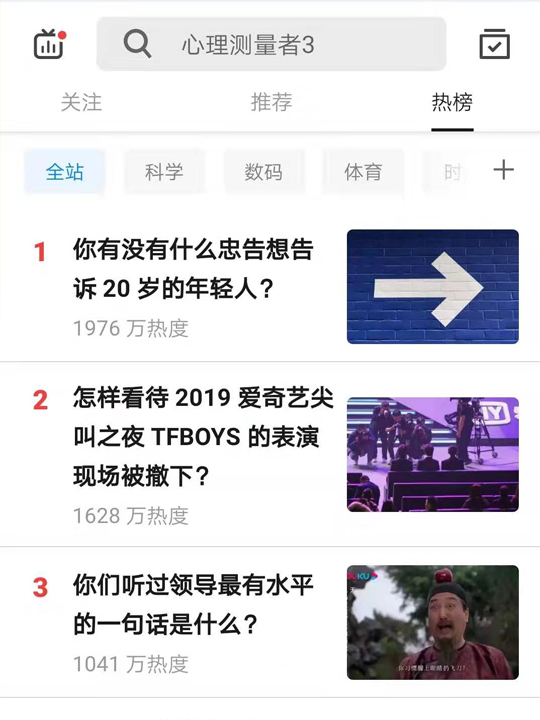 心理测量者3
关注 推荐 热榜
全站 科学 数码 体育 时
1 你有没有什么忠告想告
诉 20 岁的年轻人？
1976 万热度
2 怎样看待 2019 爱奇艺尖
叫之夜 TFBOYS 的表演
现场被撤下？
1628 万热度
3 你们听过领导最有水平
的一句话是什么？
1041 万热度